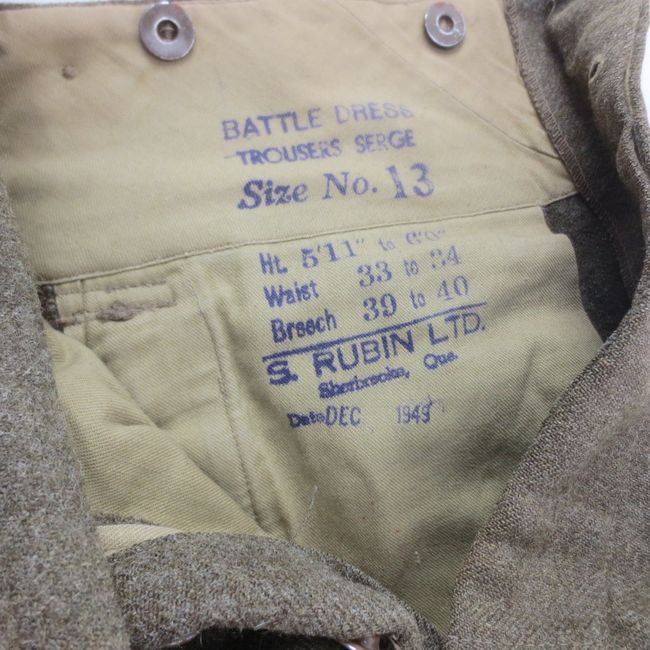 BATTLE DRESS
TROUSERS SERGE
Size No. 13
Ht. 5'11" to 6'0"
Waist 33 to 34
Breech 39 to 40
S. RUBIN LTD.
Sherbrooke, Que.
Date DEC 1949